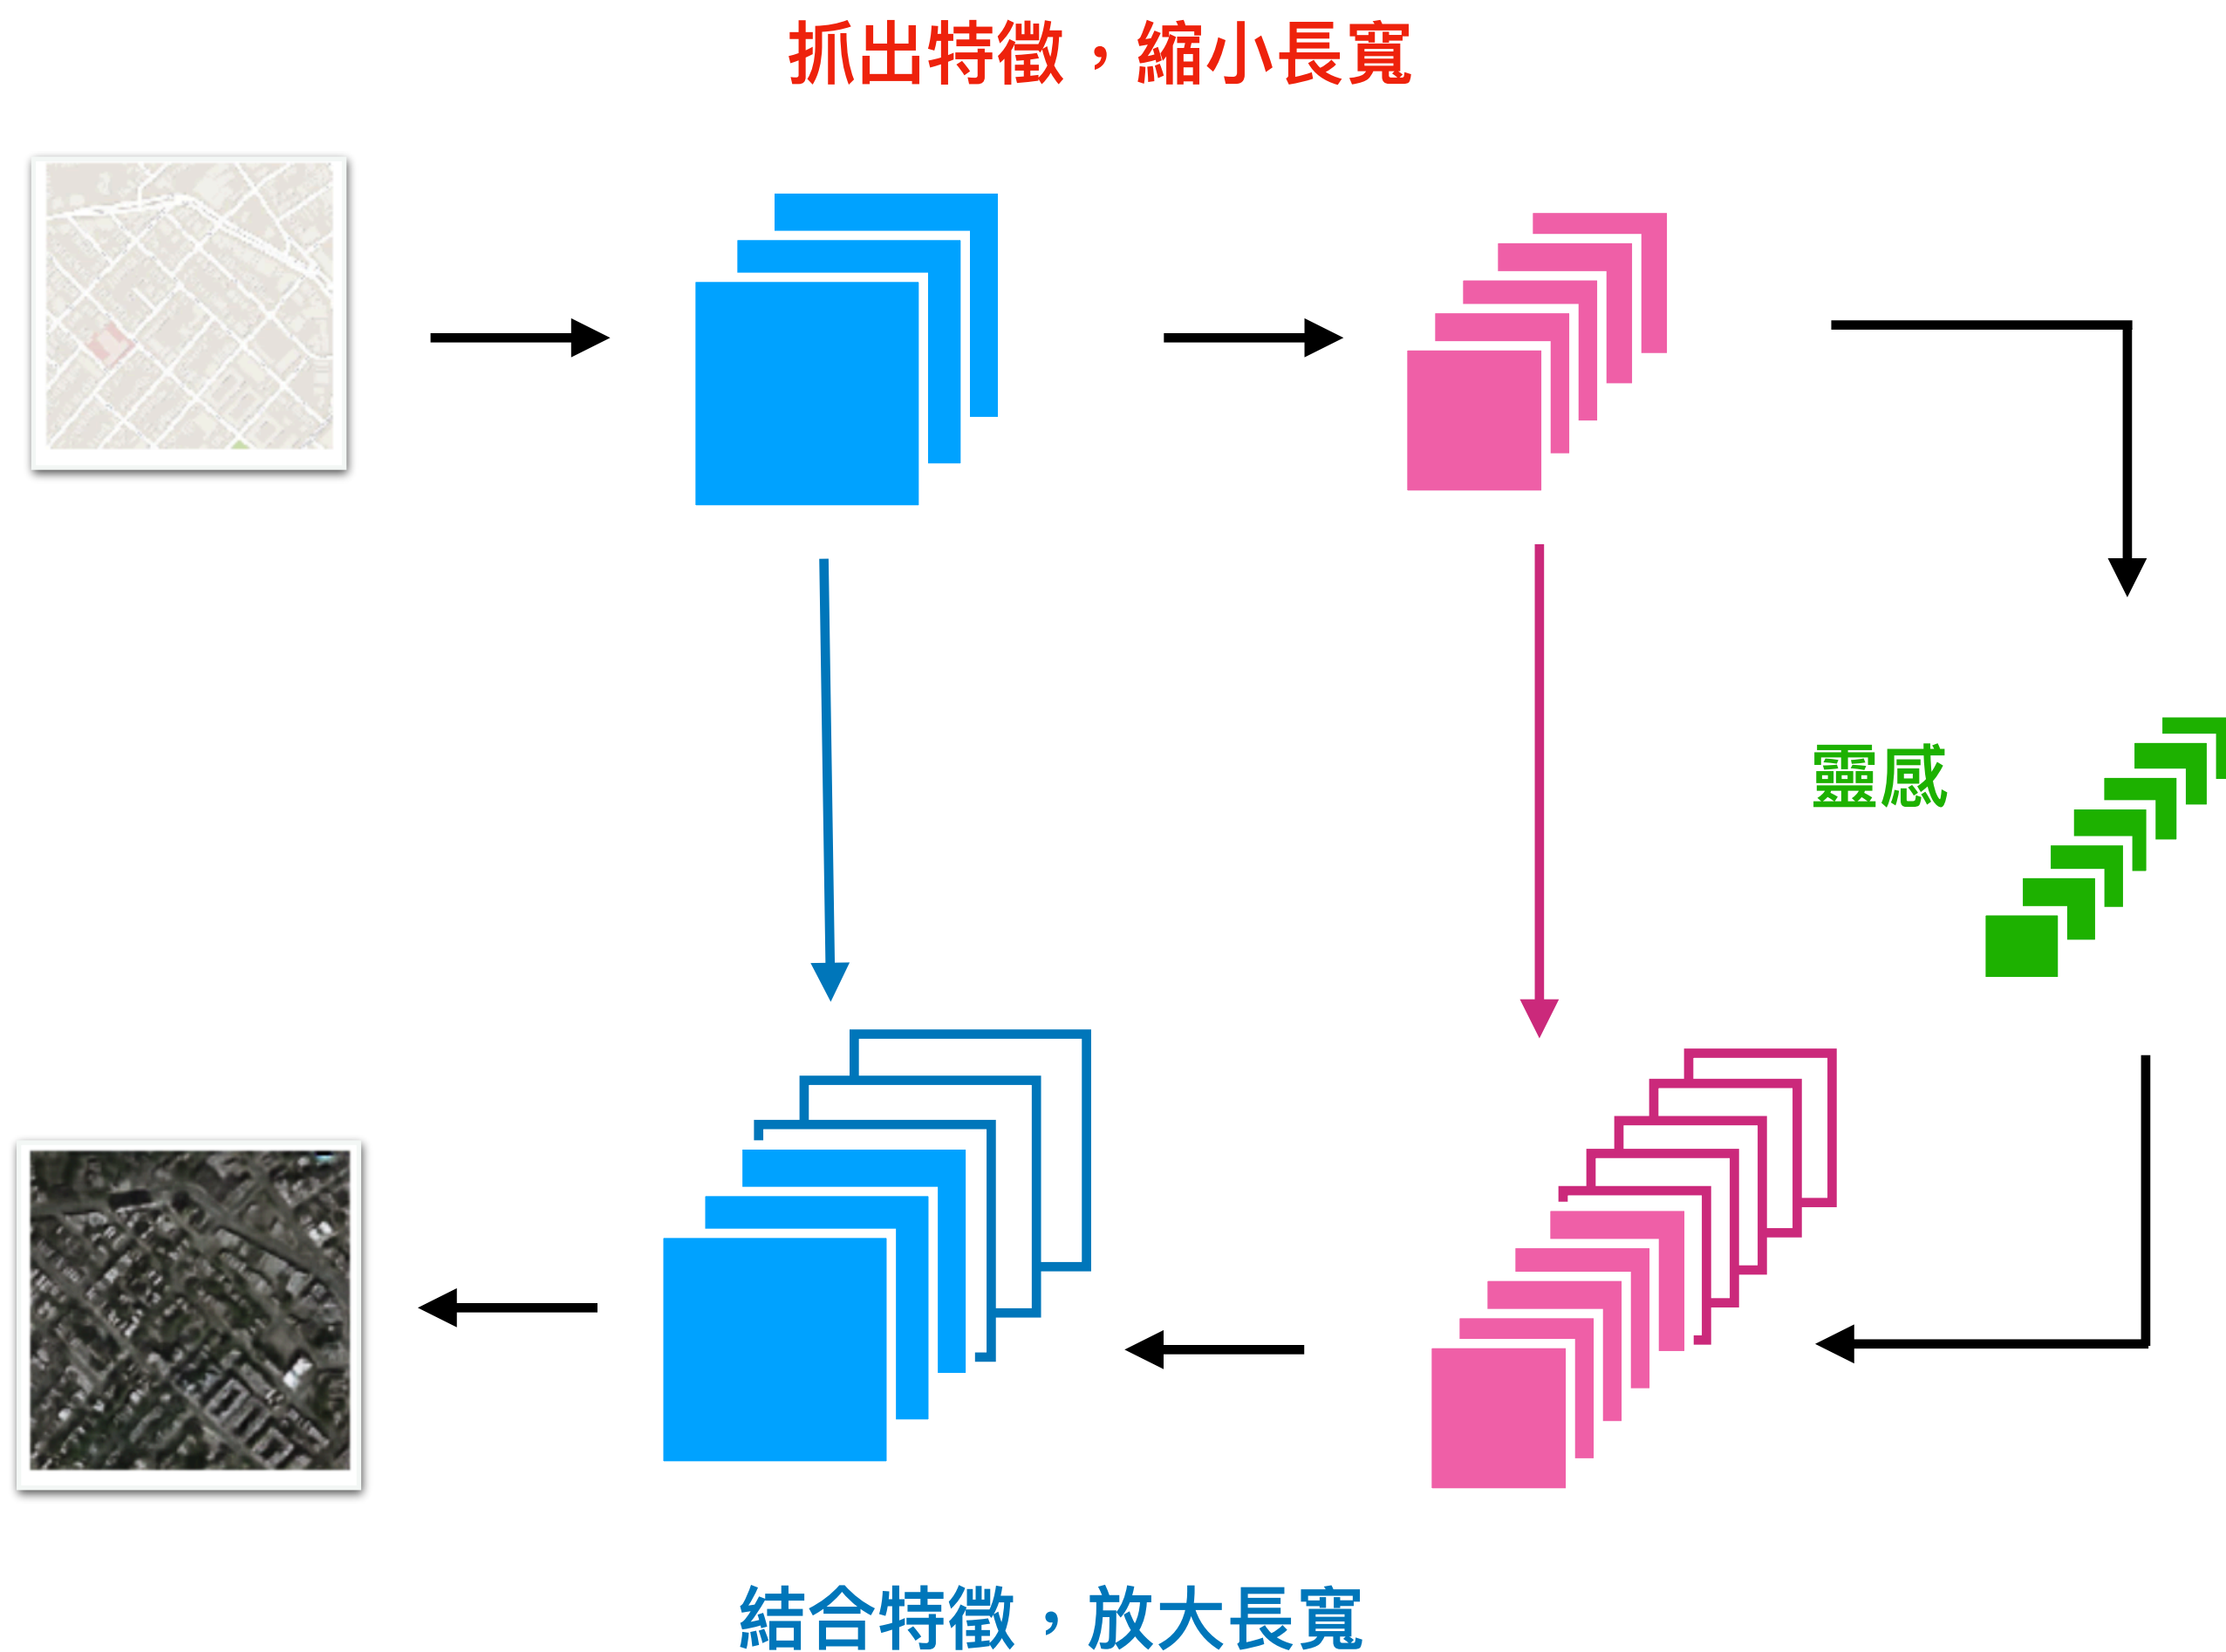 抓出特徵，縮小長寬
靈感
結合特徵，放大長寬